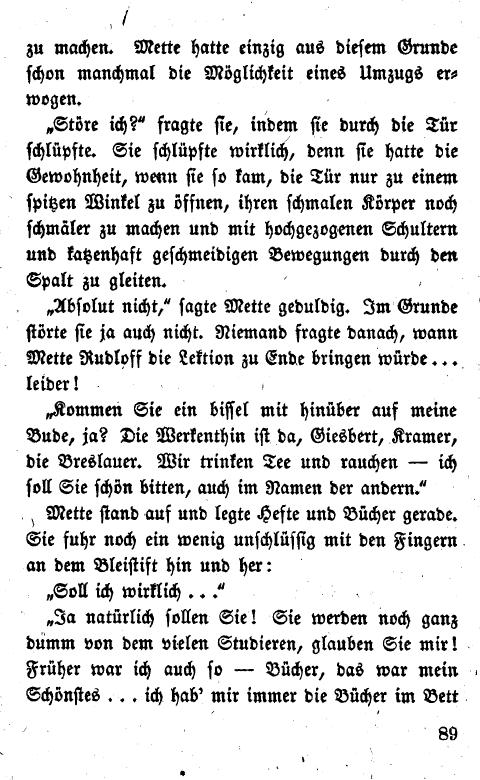 zu machen. Mette hatte einzig aus diesem Grunde
schon manchmal die Möglichkeit eines Umzugs er-
wogen.
„Störe ich?“ fragte sie, indem sie durch die Tür
schlüpfte. Sie schlüpfte wirklich, denn sie hatte die
Gewohnheit, wenn sie so kam, die Tür nur zu einem
spitzen Winkel zu öffnen, ihren schmalen Körper noch
schmäler zu machen und mit hochgezogenen Schultern
und katzenhaft geschmeidigen Bewegungen durch den
Spalt zu gleiten.
„Absolut nicht,“ sagte Mette geduldig. Im Grunde
störte sie ja auch nicht. Niemand fragte danach, wann
Mette Rudloff die Lektion zu Ende bringen würde...
leider!
„Kommen Sie ein bissel mit hinüber auf meine
Bude, ja? Die Werkenthin ist da, Giesbert, Kramer,
die Breslauer. Wir trinken Tee und rauchen — ich
soll Sie schön bitten, auch im Namen der andern.“
Mette stand auf und legte Hefte und Bücher gerade.
Sie fuhr noch ein wenig unschlüssig mit den Fingern
an dem Bleistift hin und her:
„Soll ich wirklich ...“
„Ja natürlich sollen Sie! Sie werden noch ganz
dumm von dem vielen Studieren, glauben Sie mir!
Früher war ich auch so — Bücher, das war mein
Schönstes ... ich hab' mir immer die Bücher im Bett
89